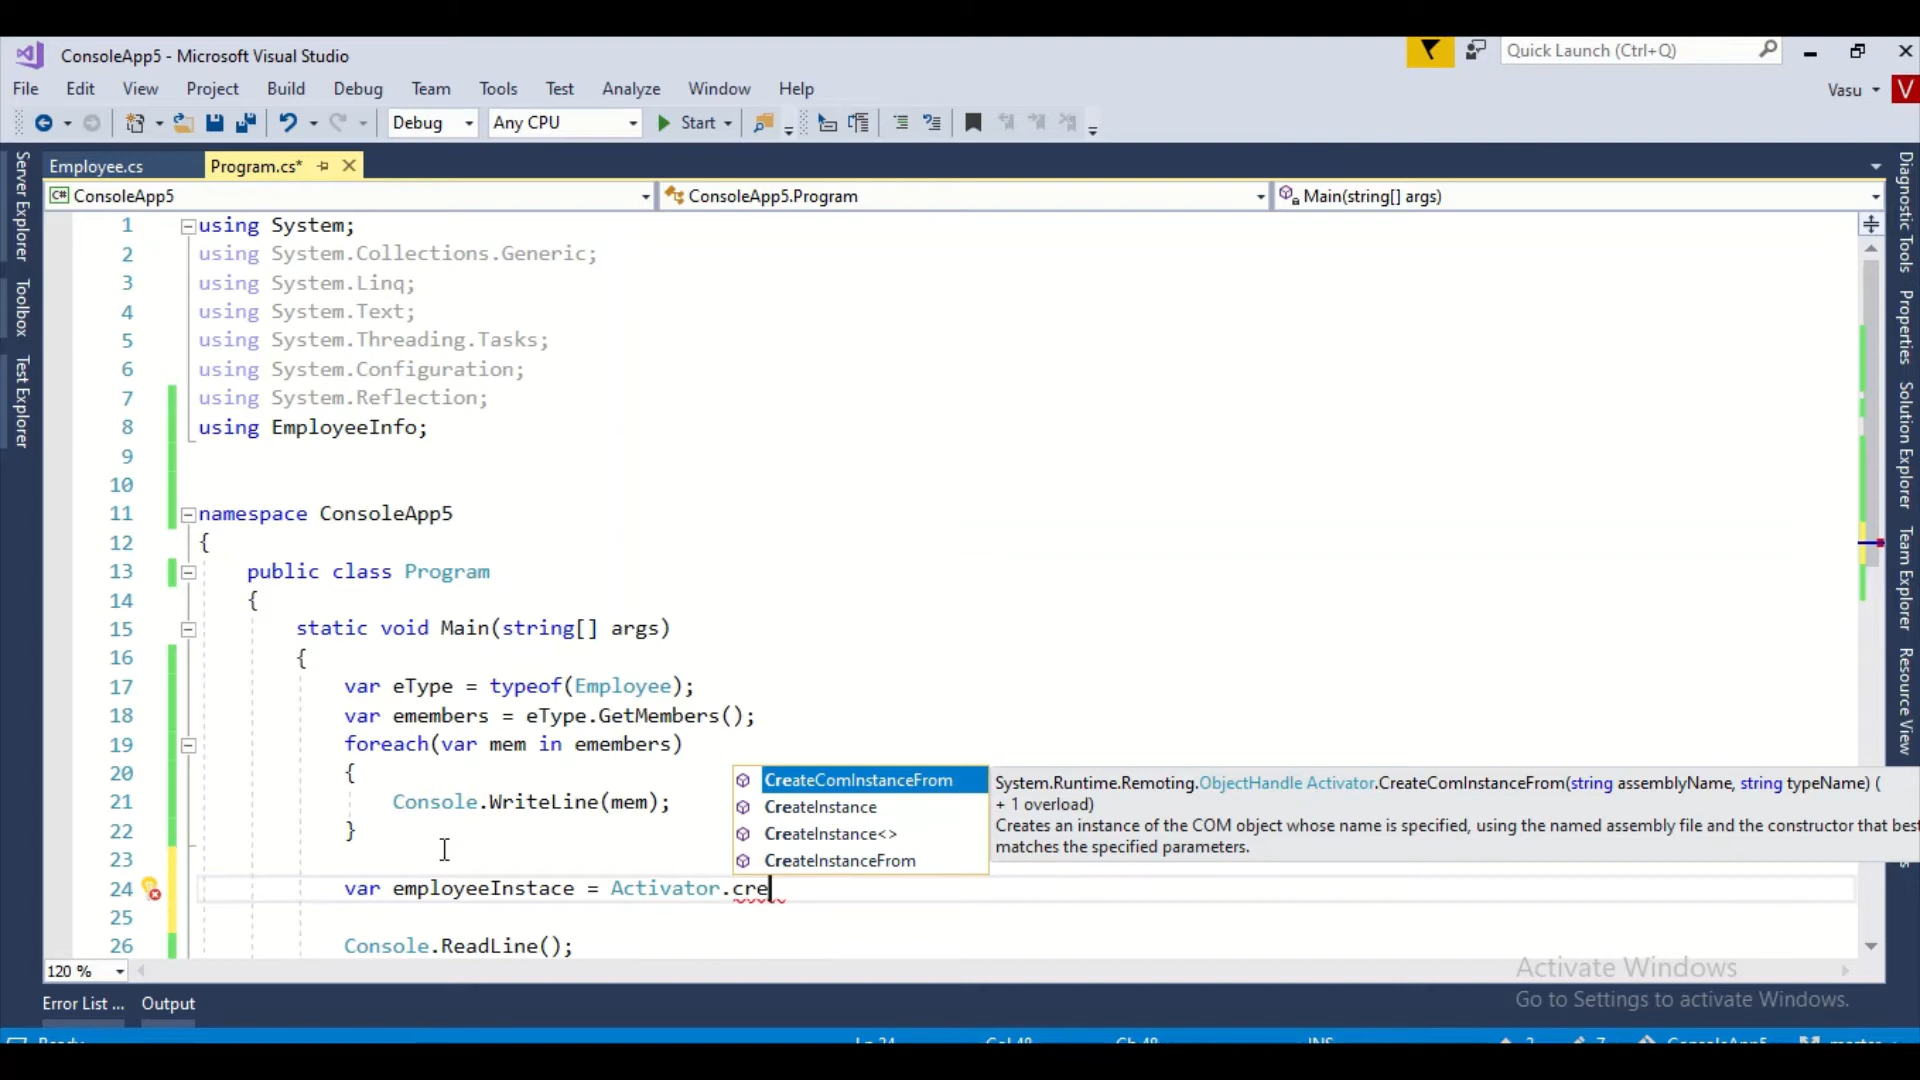 ConsoleApp5 - Microsoft Visual Studio
Quick Launch (Ctrl+Q)
File Edit View Project Build Debug Team Tools Test Analyze Window Help
Vasu V
Debug Any CPU Start
Employee.cs Program.cs*
C# ConsoleApp5 ConsoleApp5.Program Main(string[] args)
Server Explorer
Toolbox
Test Explorer
1 using System;
2 using System.Collections.Generic;
3 using System.Linq;
4 using System.Text;
5 using System.Threading.Tasks;
6 using System.Configuration;
7 using System.Reflection;
8 using EmployeeInfo;
9
10
11 namespace ConsoleApp5
12 {
13 public class Program
14 {
15 static void Main(string[] args)
16 {
17 var eType = typeof(Employee);
18 var emembers = eType.GetMembers();
19 foreach(var mem in emembers)
20 {
21 Console.WriteLine(mem);
22 }
23
24 var employeeInstace = Activator.cre
25
26 Console.ReadLine();
CreateComInstanceFrom
CreateInstance
CreateInstance<>
CreateInstanceFrom
System.Runtime.Remoting.ObjectHandle Activator.CreateComInstanceFrom(string assemblyName, string typeName) (
+ 1 overload)
Creates an instance of the COM object whose name is specified, using the named assembly file and the constructor that best
matches the specified parameters.
Diagnostic Tools
Properties
Solution Explorer
Team Explorer
Resource View
120 %
Activate Windows
Go to Settings to activate Windows.
Error List ... Output